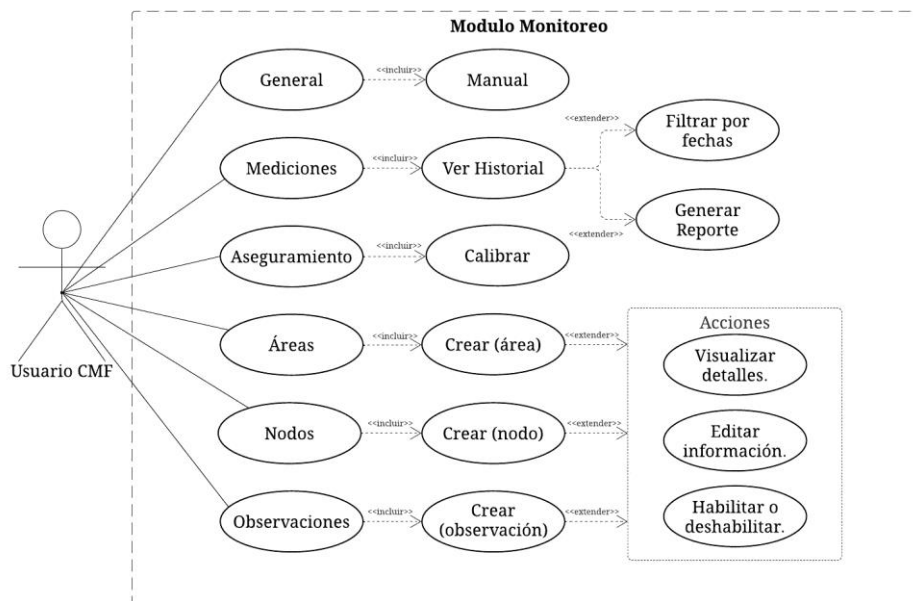 Modulo Monitoreo
General
<<incluir>>
Manual
Mediciones
<<incluir>>
Ver Historial
<<extender>>
Filtrar por
fechas
<<extender>>
Generar
Reporte
Aseguramiento
<<incluir>>
Calibrar
Usuario CMF
Áreas
<<incluir>>
Crear (área)
<<extender>>
Nodos
<<incluir>>
Crear (nodo)
<<extender>>
Observaciones
<<incluir>>
Crear
(observación)
<<extender>>
Acciones
Visualizar
detalles.
Editar
información.
Habilitar o
deshabilitar.